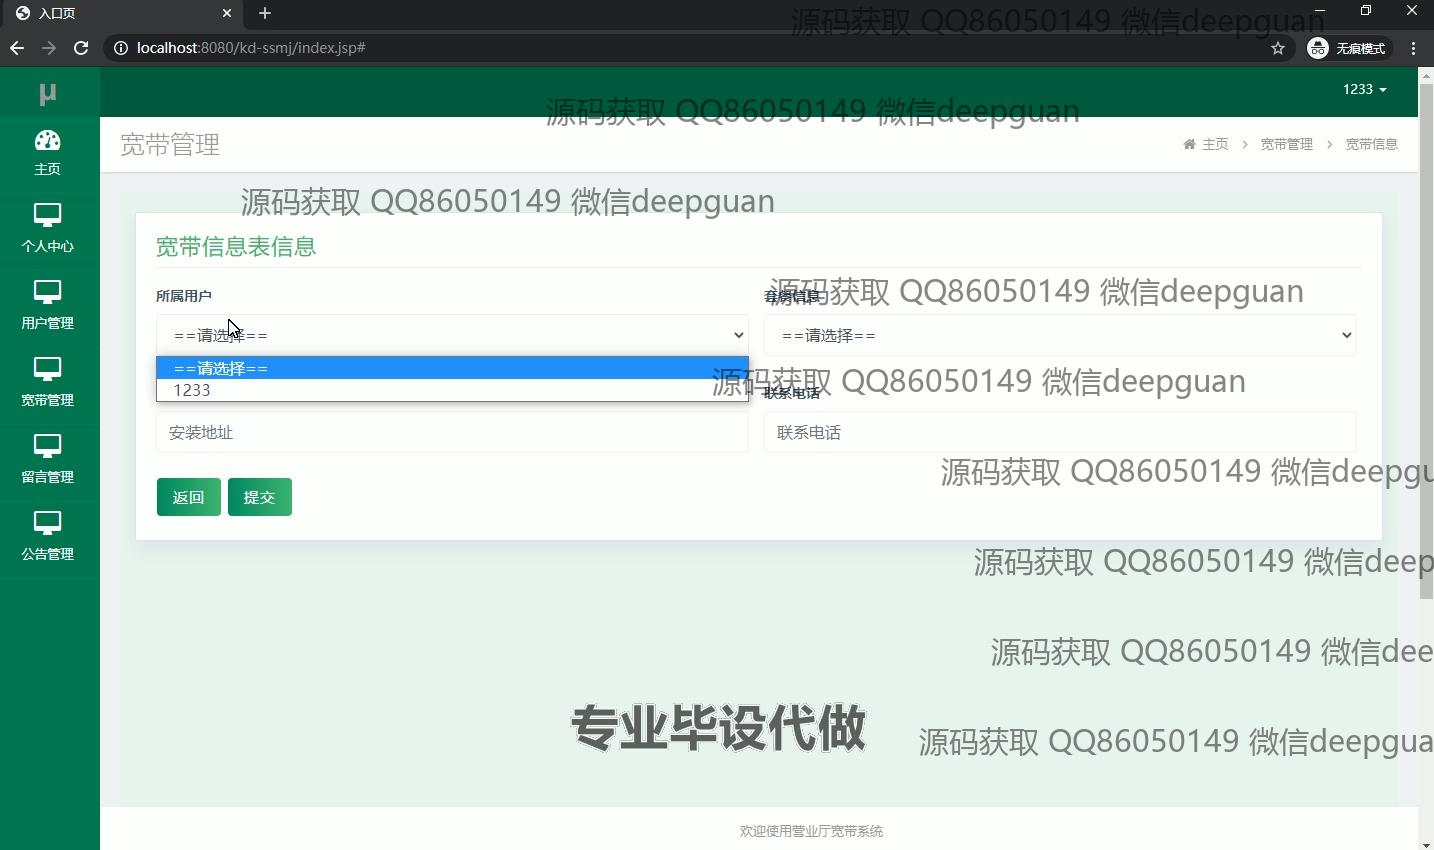 入口页
源码获取 QQ86050149 微信deepguan
localhost:8080/kd-ssmj/index.jsp#
无痕模式
μ
1233
源码获取 QQ86050149 微信deepguan
主页
宽带管理
主页 宽带管理 宽带信息
个人中心
源码获取 QQ86050149 微信deepguan
宽带信息表信息
用户管理
所属用户
套餐信息
源码获取 QQ86050149 微信deepguan
==请选择==
==请选择==
==请选择==
1233
源码获取 QQ86050149 微信deepguan
联系电话
宽带管理
安装地址
联系电话
留言管理
源码获取 QQ86050149 微信deepgu
返回
提交
公告管理
源码获取 QQ86050149 微信deep
源码获取 QQ86050149 微信dee
专业毕设代做
源码获取 QQ86050149 微信deepgua
欢迎使用营业厅宽带系统